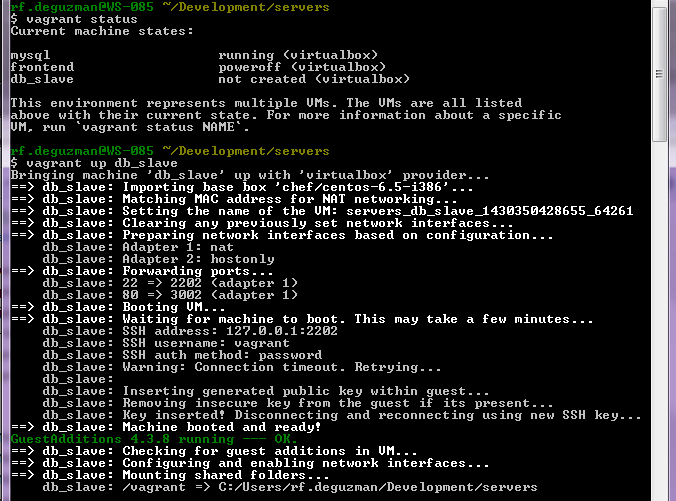 rf.deguzman@WS-085 ~/Development/servers
$ vagrant status
Current machine states:
mysql                     running (virtualbox)
frontend                  poweroff (virtualbox)
db_slave                  not created (virtualbox)
This environment represents multiple VMs. The VMs are all listed
above with their current state. For more information about a specific
VM, run `vagrant status NAME`.
rf.deguzman@WS-085 ~/Development/servers
$ vagrant up db_slave
Bringing machine 'db_slave' up with 'virtualbox' provider...
==> db_slave: Importing base box 'chef/centos-6.5-i386'...
==> db_slave: Matching MAC address for NAT networking...
==> db_slave: Setting the name of the VM: servers_db_slave_1430350428655_64261
==> db_slave: Clearing any previously set network interfaces...
==> db_slave: Preparing network interfaces based on configuration...
    db_slave: Adapter 1: nat
    db_slave: Adapter 2: hostonly
==> db_slave: Forwarding ports...
    db_slave: 22 => 2202 (adapter 1)
    db_slave: 80 => 3002 (adapter 1)
==> db_slave: Booting VM...
==> db_slave: Waiting for machine to boot. This may take a few minutes...
    db_slave: SSH address: 127.0.0.1:2202
    db_slave: SSH username: vagrant
    db_slave: SSH auth method: password
    db_slave: Warning: Connection timeout. Retrying...
    db_slave:
    db_slave: Inserting generated public key within guest...
    db_slave: Removing insecure key from the guest if its present...
    db_slave: Key inserted! Disconnecting and reconnecting using new SSH key...
==> db_slave: Machine booted and ready!
GuestAdditions 4.3.8 running --- OK.
==> db_slave: Checking for guest additions in VM...
==> db_slave: Configuring and enabling network interfaces...
==> db_slave: Mounting shared folders...
    db_slave: /vagrant => C:/Users/rf.deguzman/Development/servers